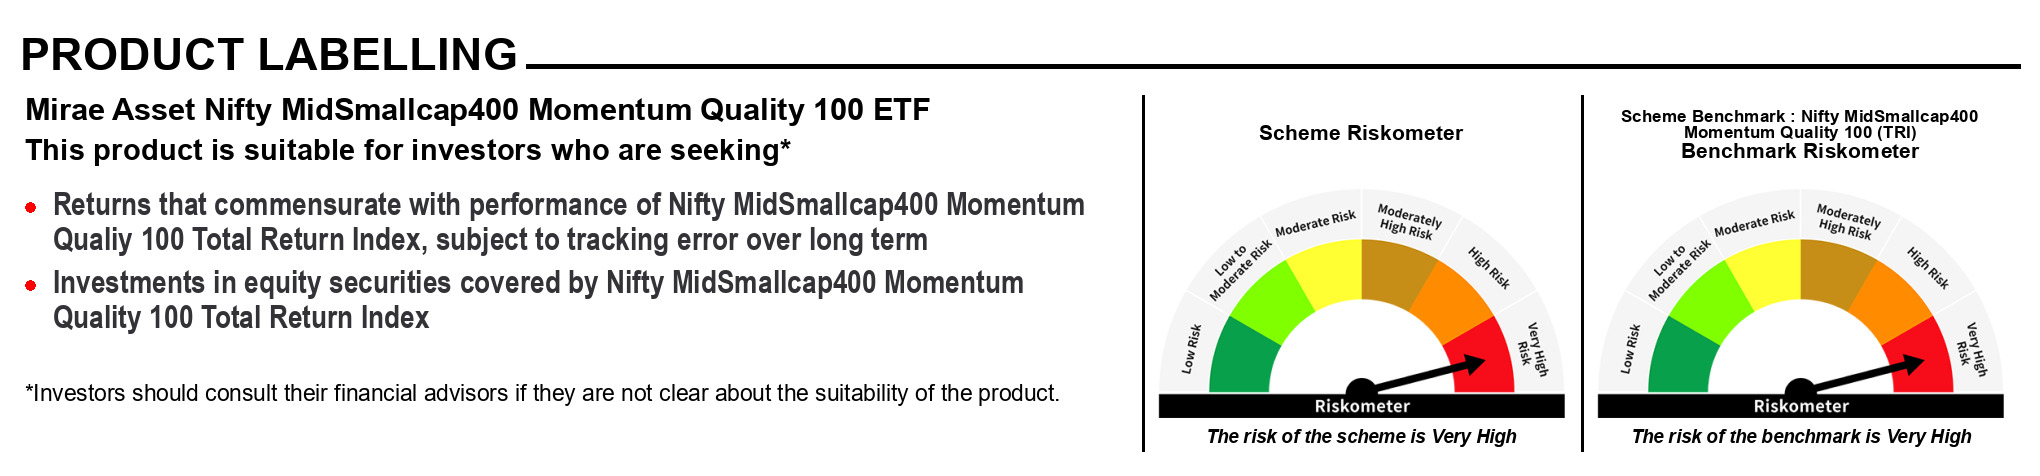 PRODUCT LABELLING
Mirae Asset Nifty MidSmallcap400 Momentum Quality 100 ETF
This product is suitable for investors who are seeking*
• Returns that commensurate with performance of Nifty MidSmallcap400 Momentum
Qualiy 100 Total Return Index, subject to tracking error over long term
• Investments in equity securities covered by Nifty MidSmallcap400 Momentum
Quality 100 Total Return Index
*Investors should consult their financial advisors if they are not clear about the suitability of the product.
Scheme Riskometer
Low Risk
Low to
Moderate Risk
Moderate Risk
Moderately
High Risk
High Risk
Very High
Risk
Riskometer
The risk of the scheme is Very High
Scheme Benchmark : Nifty MidSmallcap400
Momentum Quality 100 (TRI)
Benchmark Riskometer
Low Risk
Low to
Moderate Risk
Moderate Risk
Moderately
High Risk
High Risk
Very High
Risk
Riskometer
The risk of the benchmark is Very High